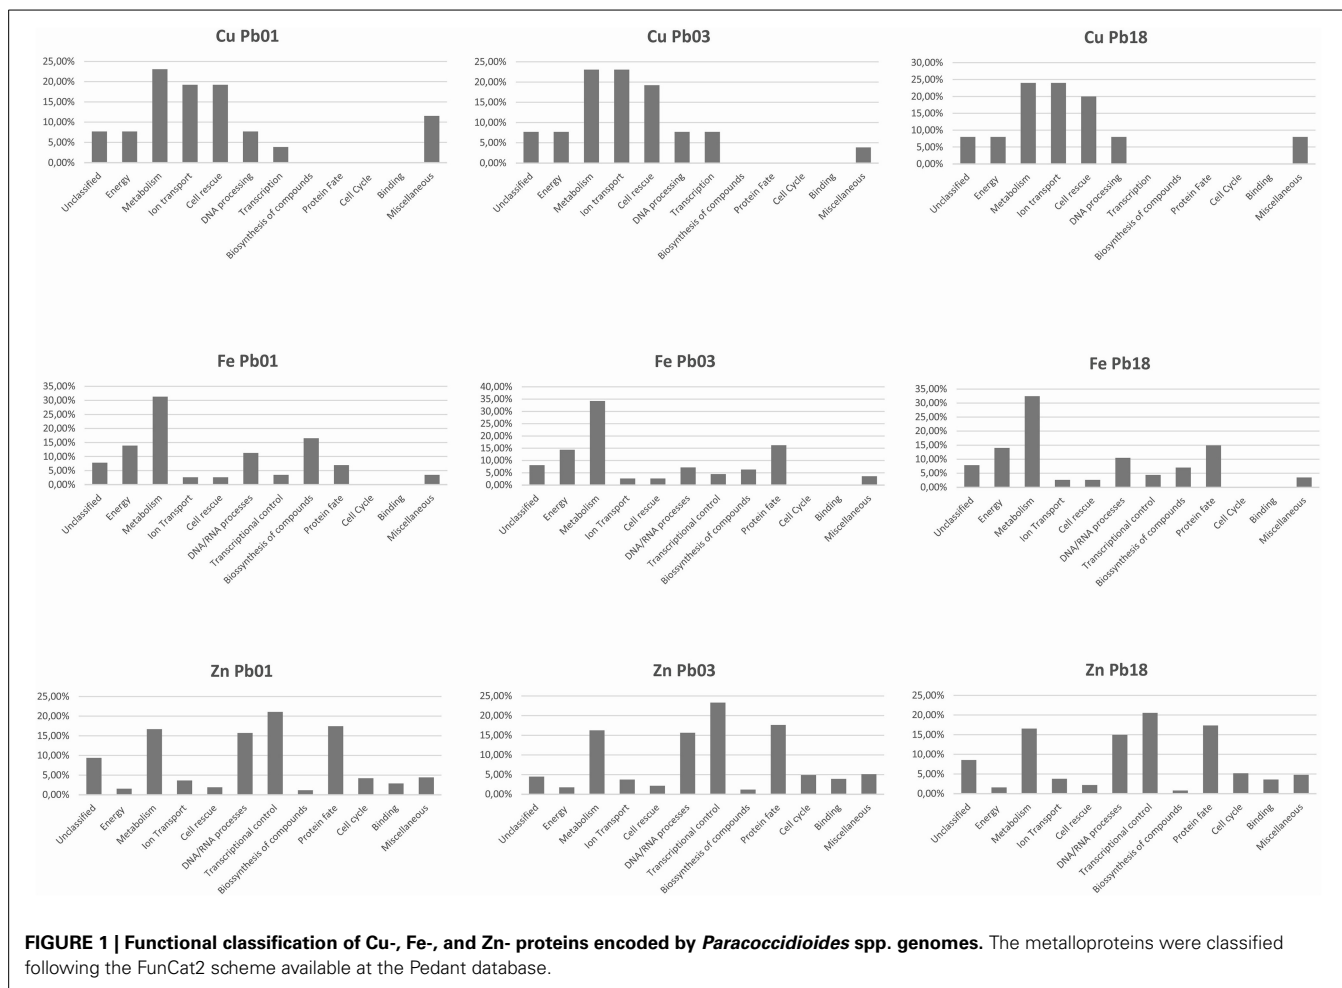 Cu Pb01
25,00%
20,00%
15,00%
10,00%
5,00%
0,00%
Unclassified
Energy
Metabolism
Ion transport
Cell rescue
DNA processing
Transcription
Biosynthesis of compounds
Protein Fate
Cell Cycle
Binding
Miscellaneous
Cu Pb03
25,00%
20,00%
15,00%
10,00%
5,00%
0,00%
Unclassified
Energy
Metabolism
Ion transport
Cell rescue
DNA processing
Transcription
Biosynthesis of compounds
Protein Fate
Cell Cycle
Binding
Miscellaneous
Cu Pb18
30,00%
25,00%
20,00%
15,00%
10,00%
5,00%
0,00%
Unclassified
Energy
Metabolism
Ion transport
Cell rescue
DNA processing
Transcription
Biosynthesis of compounds
Protein Fate
Cell Cycle
Binding
Miscellaneous
Fe Pb01
35,00%
30,00%
25,00%
20,00%
15,00%
10,00%
5,00%
0,00%
Unclassified
Energy
Metabolism
Ion Transport
Cell rescue
DNA/RNA processes
Transcriptional control
Biossynthesis of compounds
Protein fate
Cell Cycle
Binding
Miscellaneous
Fe Pb03
40,00%
35,00%
30,00%
25,00%
20,00%
15,00%
10,00%
5,00%
0,00%
Unclassified
Energy
Metabolism
Ion Transport
Cell rescue
DNA/RNA processes
Transcriptional control
Biosynthesis of compounds
Protein fate
Cell Cycle
Binding
Miscellaneous
Fe Pb18
35,00%
30,00%
25,00%
20,00%
15,00%
10,00%
5,00%
0,00%
Unclassified
Energy
Metabolism
Ion Transport
Cell rescue
DNA/RNA processes
Transcriptional control
Biosynthesis of compounds
Protein fate
Cell Cycle
Binding
Miscellaneous
Zn Pb01
25,00%
20,00%
15,00%
10,00%
5,00%
0,00%
Unclassified
Energy
Metabolism
Ion Transport
Cell rescue
DNA/RNA processes
Transcriptional control
Biosynthesis of compounds
Protein fate
Cell cycle
Binding
Miscellaneous
Zn Pb03
25,00%
20,00%
15,00%
10,00%
5,00%
0,00%
Unclassified
Energy
Metabolism
Ion Transport
Cell rescue
DNA/RNA processes
Transcriptional control
Biosynthesis of compounds
Protein fate
Cell cycle
Binding
Miscellaneous
Zn Pb18
25,00%
20,00%
15,00%
10,00%
5,00%
0,00%
Unclassified
Energy
Metabolism
Ion Transport
Cell rescue
DNA/RNA processes
Transcriptional control
Biosynthesis of compounds
Protein fate
Cell cycle
Binding
Miscellaneous
FIGURE 1 | Functional classification of Cu-, Fe-, and Zn- proteins encoded by Paracoccidioides spp. genomes. The metalloproteins were classified
following the FunCat2 scheme available at the Pedant database.